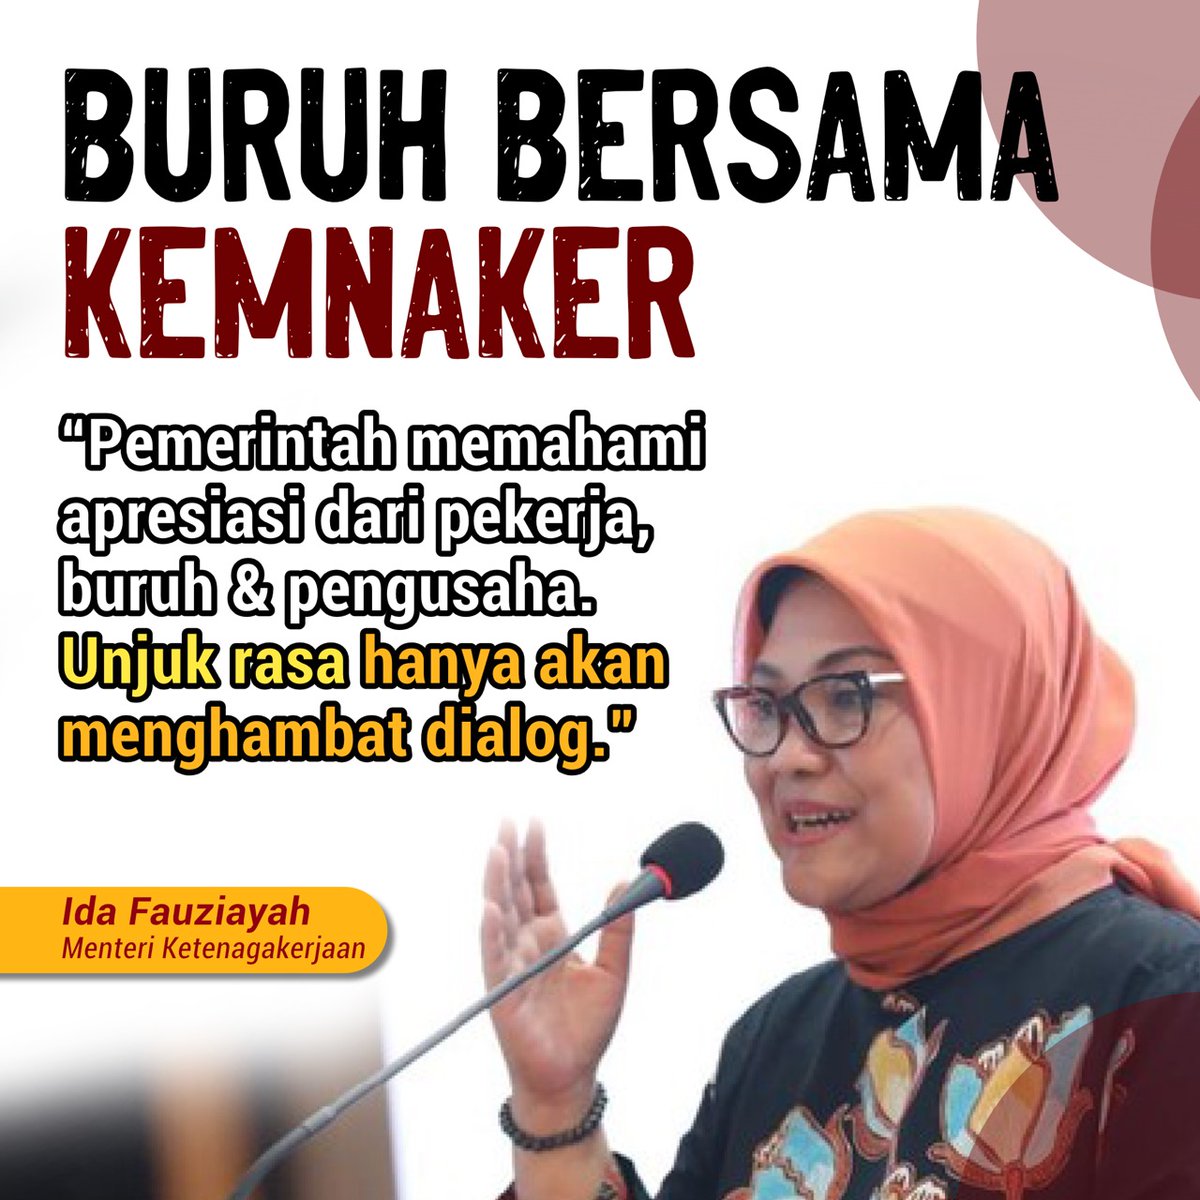 BURUH BERSAMA
KEMNAKER
“Pemerintah memahami
apresiasi dari pekerja,
buruh & pengusaha.
Unjuk rasa hanya akan
menghambat dialog.”
Ida Fauziayah
Menteri Ketenagakerjaan